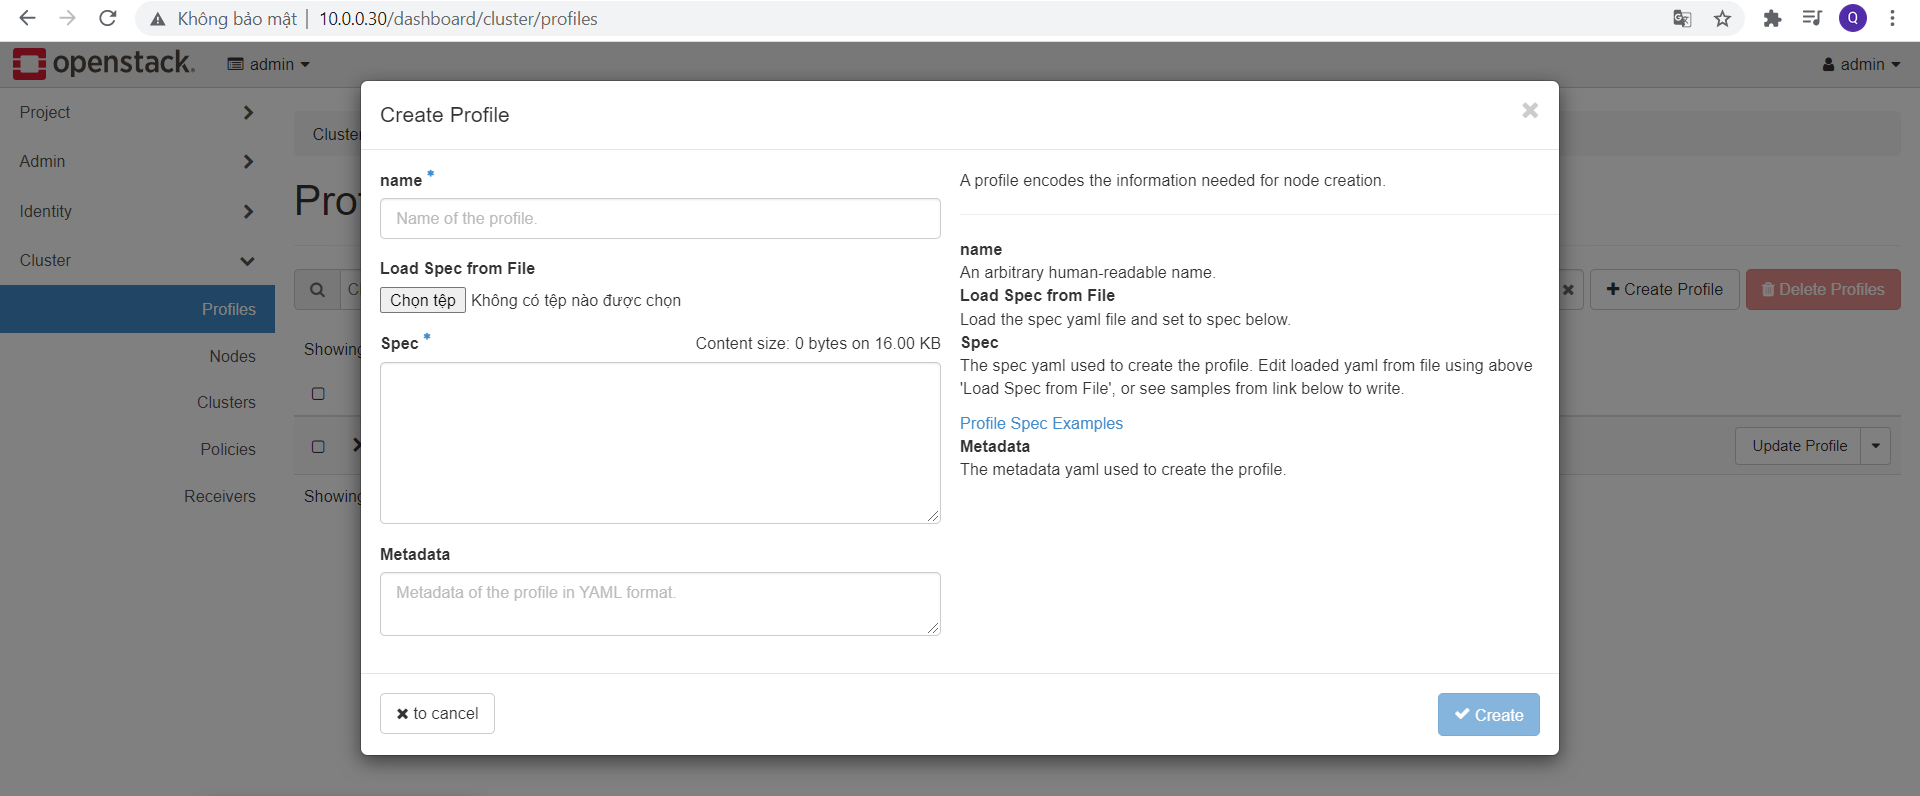 Không bảo mật | 10.0.0.30/dashboard/cluster/profiles
Q
openstack.
admin
admin
Project
Admin
Identity
Cluster
Profiles
Nodes
Clusters
Policies
Receivers
Create Profile
Delete Profiles
Showing
Update Profile
Showing
Create Profile
name *
Name of the profile.
Load Spec from File
Chọn tệp Không có tệp nào được chọn
Spec *
Content size: 0 bytes on 16.00 KB
Metadata
Metadata of the profile in YAML format.
A profile encodes the information needed for node creation.
name
An arbitrary human-readable name.
Load Spec from File
Load the spec yaml file and set to spec below.
Spec
The spec yaml used to create the profile. Edit loaded yaml from file using above
'Load Spec from File', or see samples from link below to write.
Profile Spec Examples
Metadata
The metadata yaml used to create the profile.
to cancel
Create